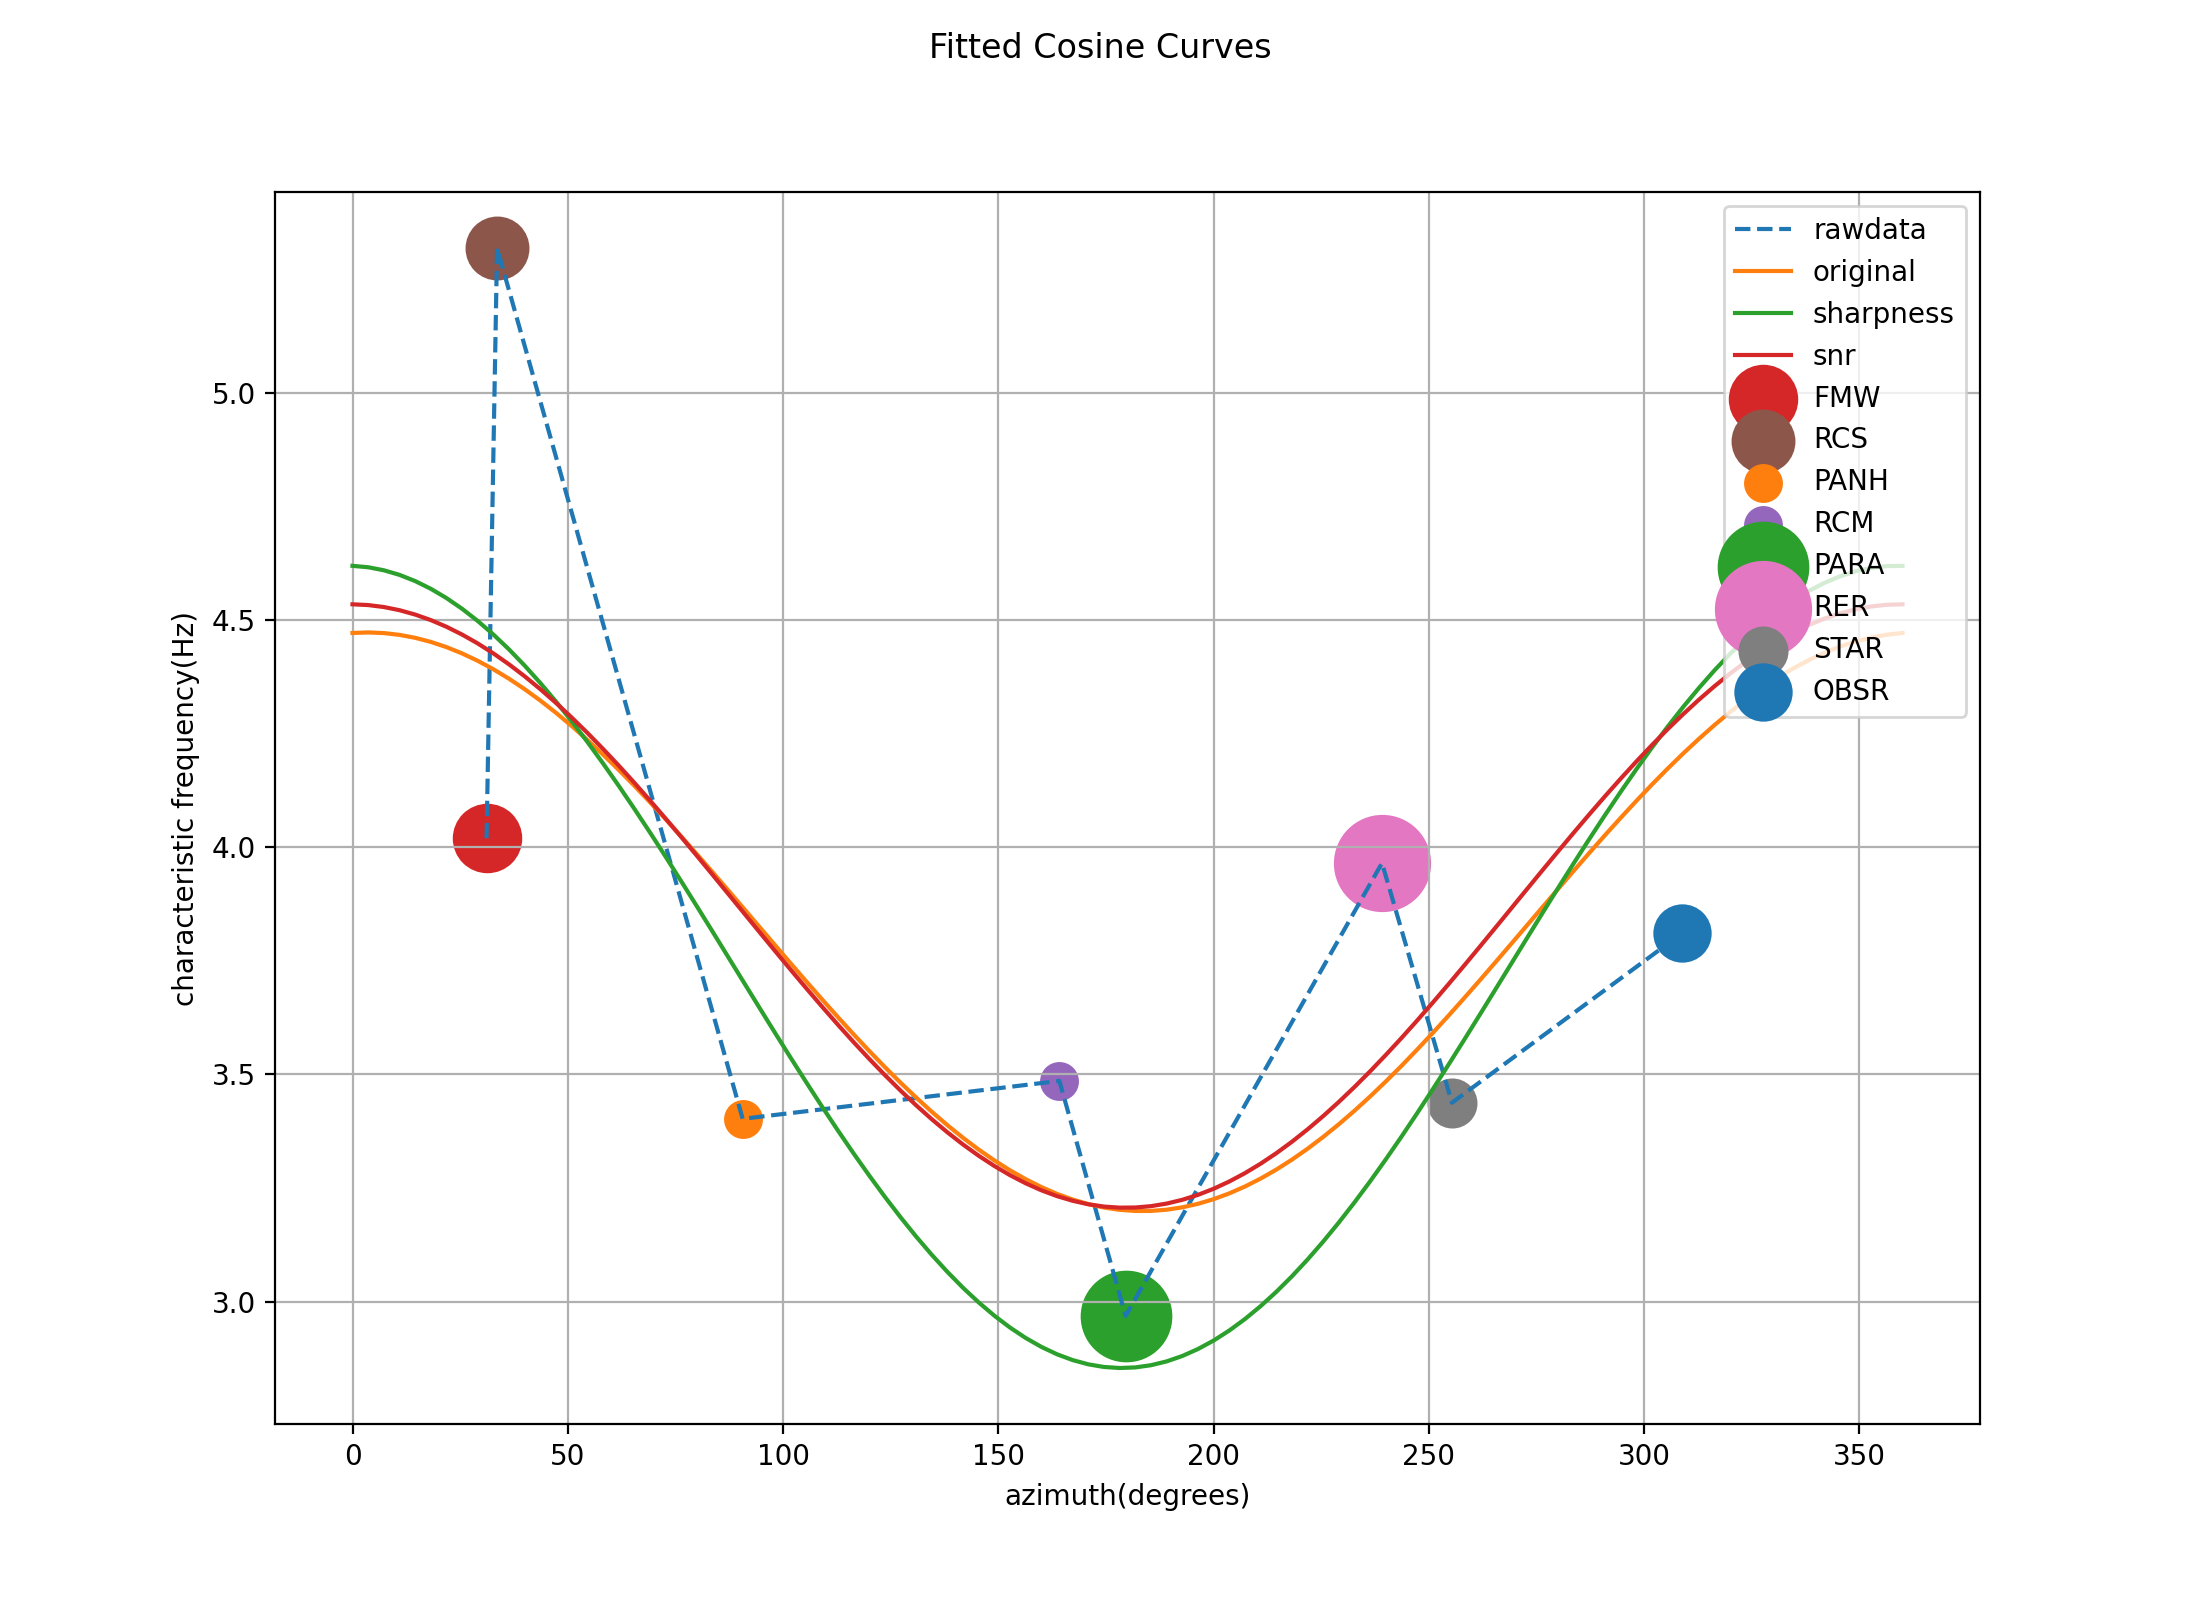 Fitted Cosine Curves
rawdata
original
sharpness
snr
FMW
RCS
PANH
RCM
PARA
RER
STAR
OBSR
characteristic frequency(Hz)
5.0
4.5
4.0
3.5
3.0
0 50 100 150 200 250 300 350
azimuth(degrees)